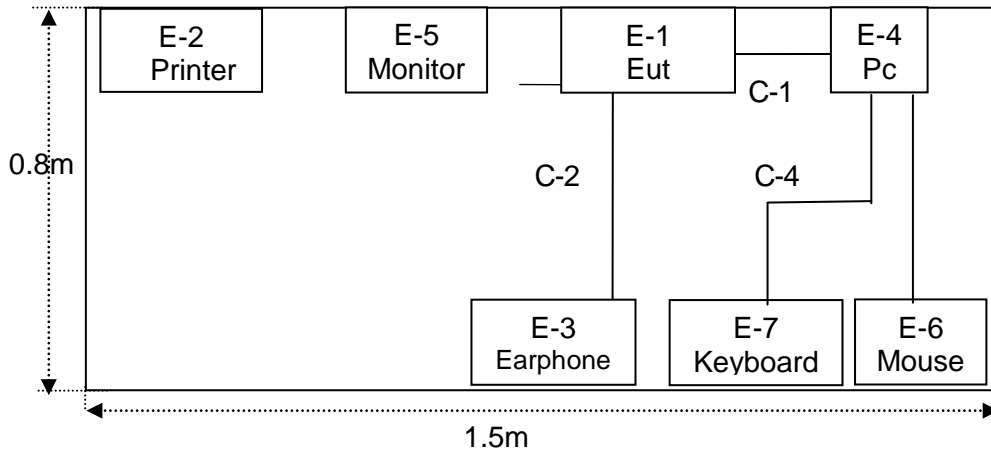 E-2
Printer
E-5
Monitor
E-1
Eut
E-4
Pc
C-1
0.8m
C-2
C-4
E-3
Earphone
E-7
Keyboard
E-6
Mouse
1.5m